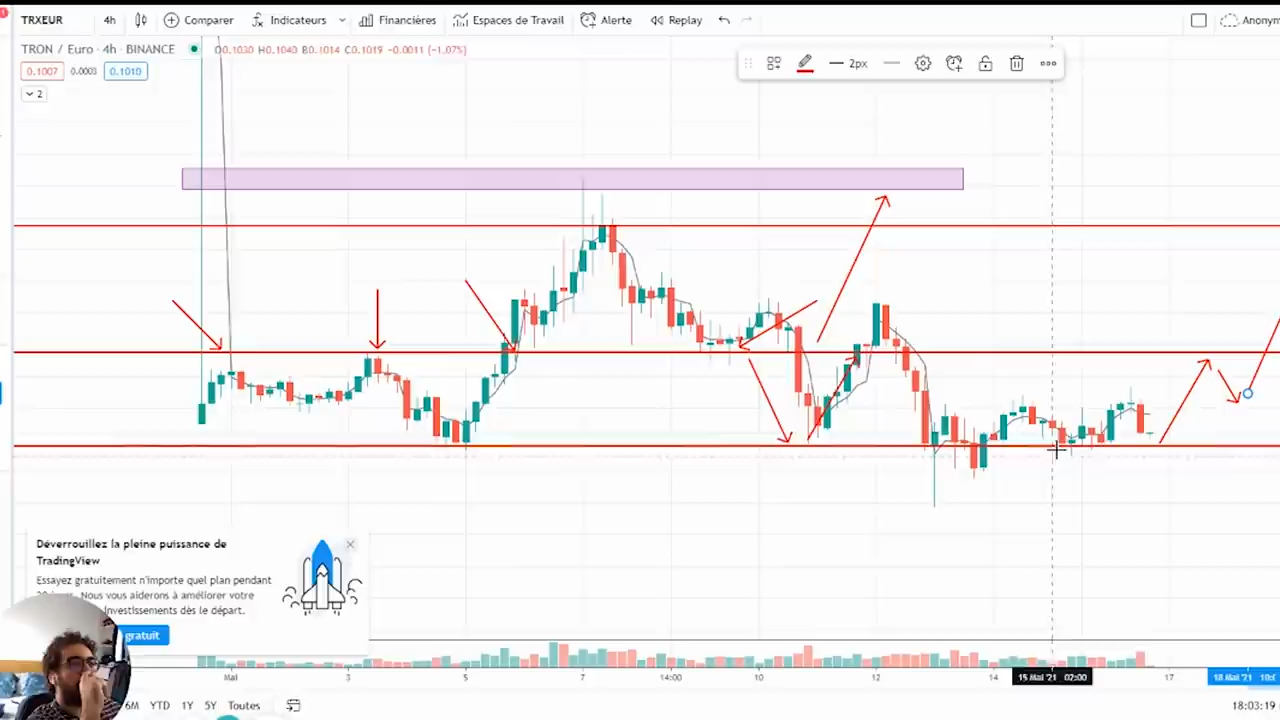 TRXEUR 4h Comparer Indicateurs Financières Espaces de Travail Alerte Replay Anonym
TRON / Euro · 4h · BINANCE O0.1030 H0.1040 B0.1014 C0.1019 −0.0011 (−1.07%)
0.1007 0.0003 0.1010
2px
2
Déverrouillez la pleine puissance de
TradingView
Essayez gratuitement n'importe quel plan pendant
Nous vous aiderons à améliorer votre
investissements dès le départ.
gratuit
Mai 3 5 7 14:00 10 12 14 15 Mai '21 02:00 17 18 Mai '21
6M YTD 1Y 5Y Toutes 18:03:19